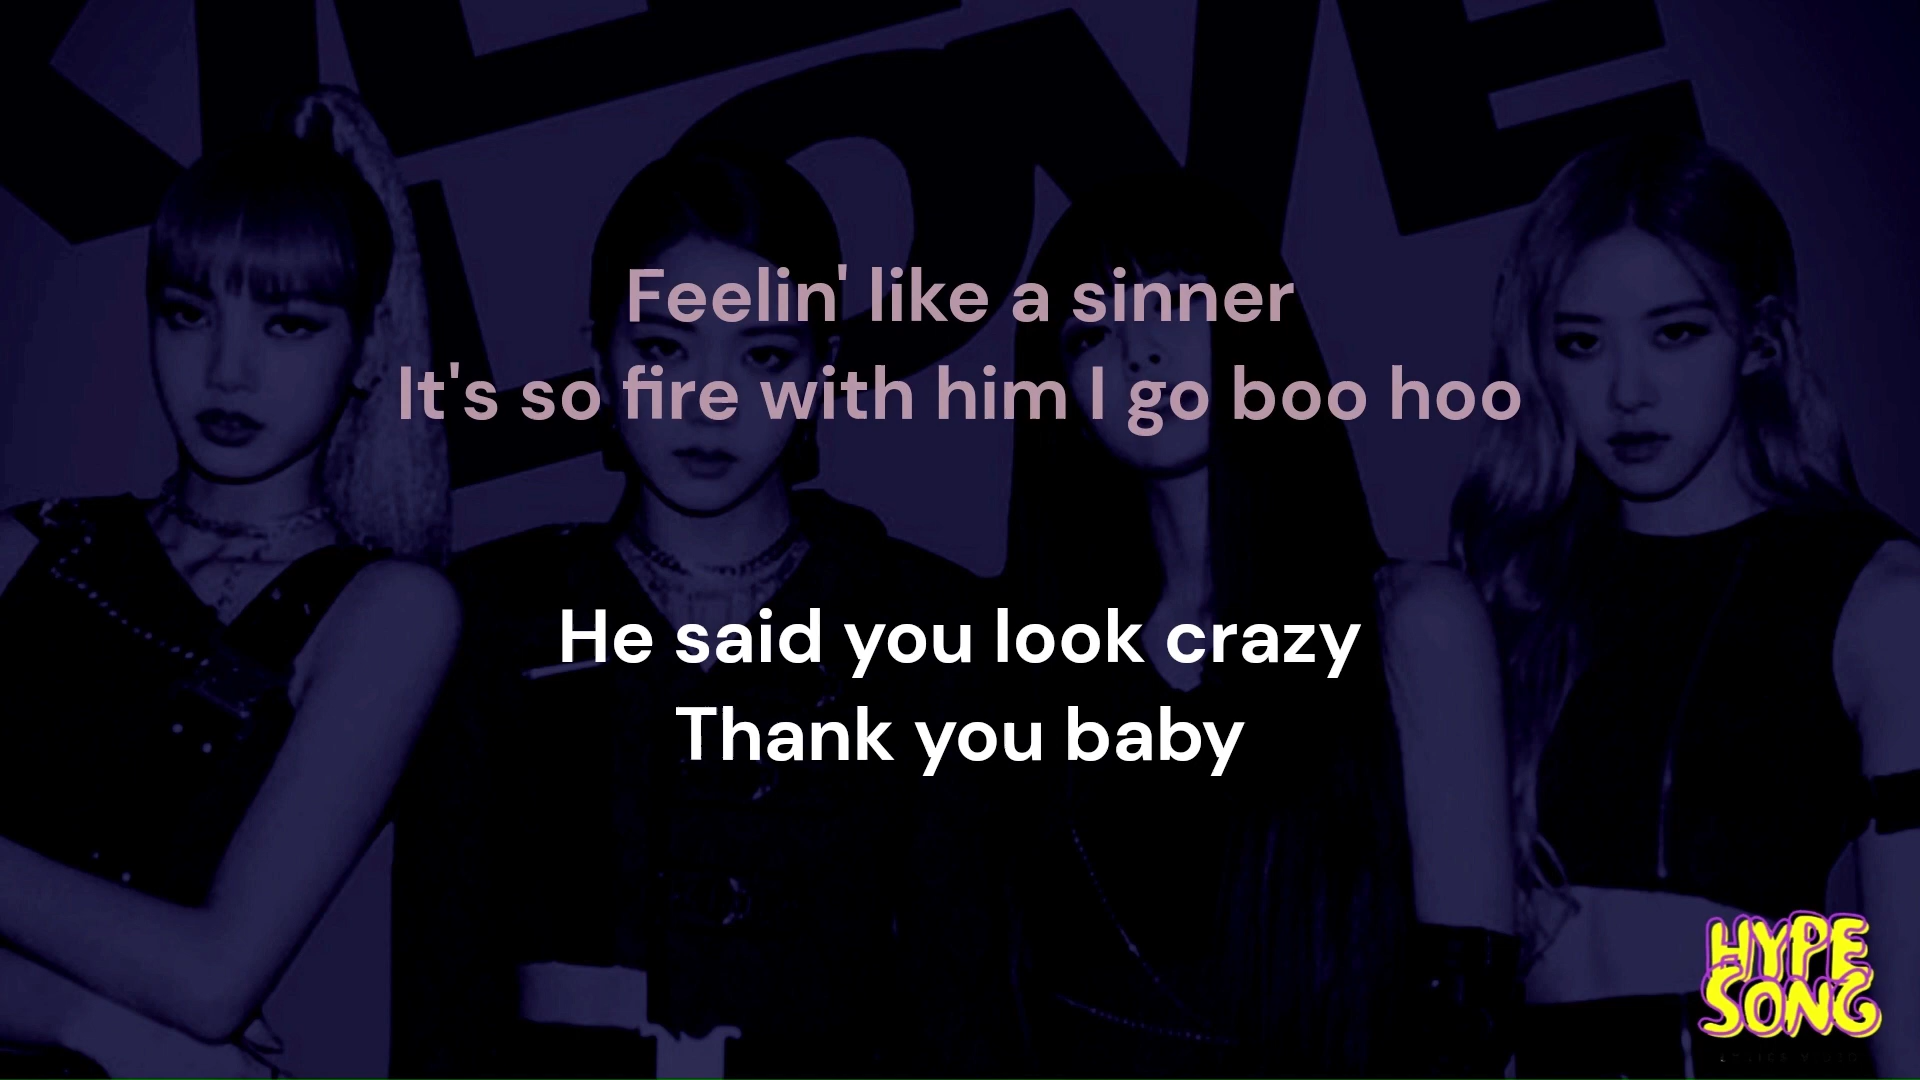 LOVE
Feelin' like a sinner
It's so fire with him I go boo hoo
He said you look crazy
Thank you baby
HYPE
SONG